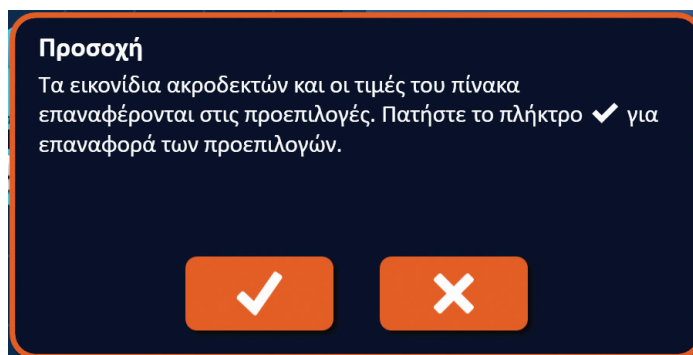 Προσοχή
Τα εικονίδια ακροδεκτών και οι τιμές του πίνακα
επαναφέρονται στις προεπιλογές. Πατήστε το πλήκτρο ✔ για
επαναφορά των προεπιλογών.